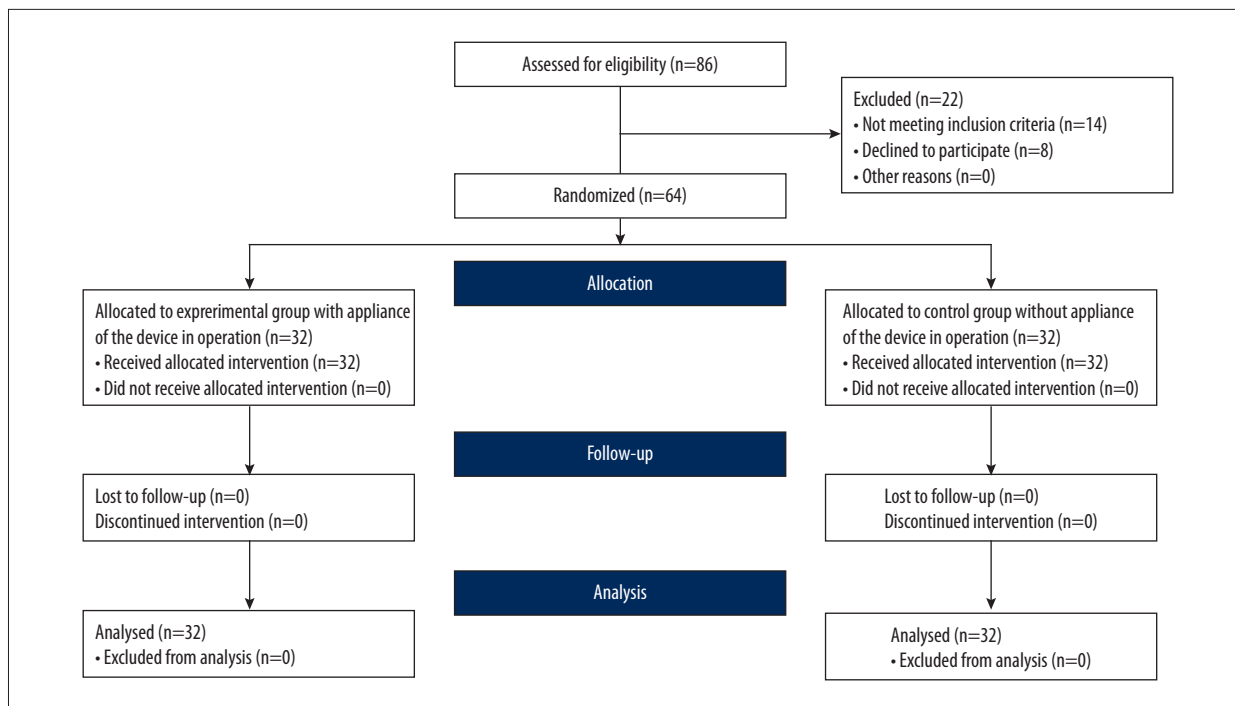 Assessed for eligibility (n=86)
Excluded (n=22)
• Not meeting inclusion criteria (n=14)
• Declined to participate (n=8)
• Other reasons (n=0)
Randomized (n=64)
Allocation
Allocated to exprerimental group with appliance
of the device in operation (n=32)
• Received allocated intervention (n=32)
• Did not receive allocated intervention (n=0)
Allocated to control group without appliance
of the device in operation (n=32)
• Received allocated intervention (n=32)
• Did not receive allocated intervention (n=0)
Follow-up
Lost to follow-up (n=0)
Discontinued intervention (n=0)
Lost to follow-up (n=0)
Discontinued intervention (n=0)
Analysis
Analysed (n=32)
• Excluded from analysis (n=0)
Analysed (n=32)
• Excluded from analysis (n=0)